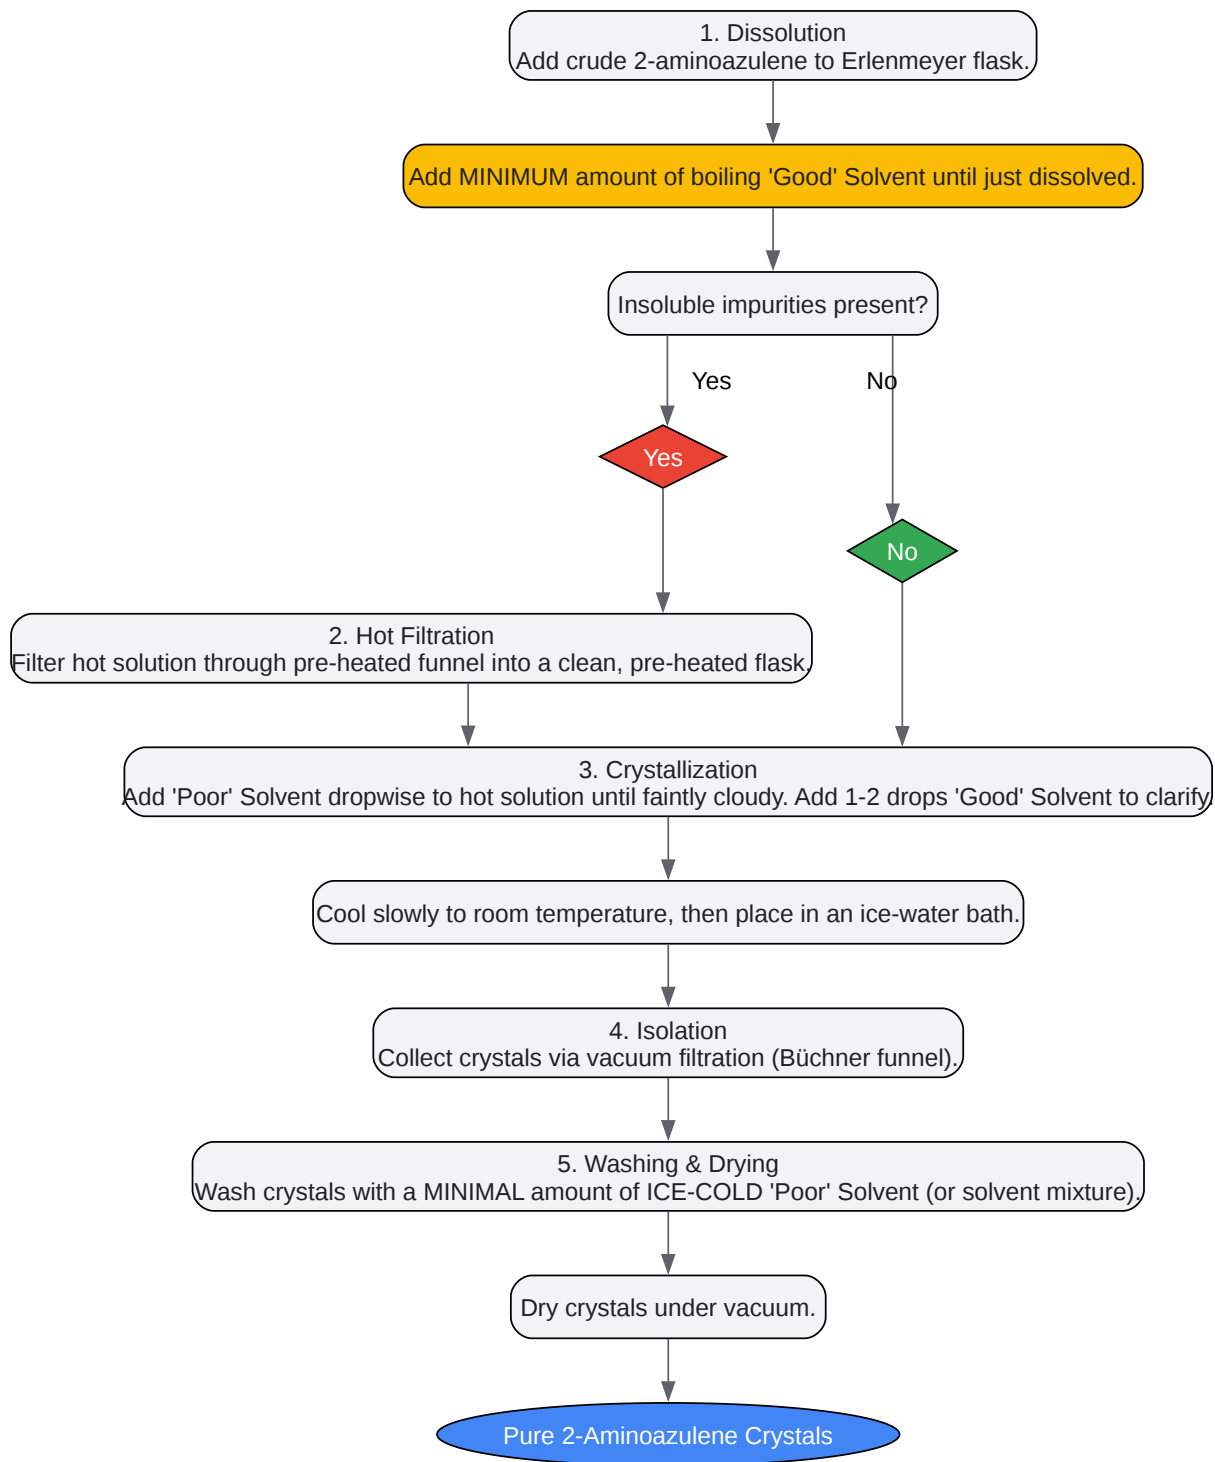 1. Dissolution
Add crude 2-aminoazulene to Erlenmeyer flask.
Add MINIMUM amount of boiling 'Good' Solvent until just dissolved.
Insoluble impurities present?
Yes
No
Yes
No
2. Hot Filtration
Filter hot solution through pre-heated funnel into a clean, pre-heated flask.
3. Crystallization
Add 'Poor' Solvent dropwise to hot solution until faintly cloudy. Add 1-2 drops 'Good' Solvent to clarify.
Cool slowly to room temperature, then place in an ice-water bath.
4. Isolation
Collect crystals via vacuum filtration (Büchner funnel).
5. Washing & Drying
Wash crystals with a MINIMAL amount of ICE-COLD 'Poor' Solvent (or solvent mixture).
Dry crystals under vacuum.
Pure 2-Aminoazulene Crystals